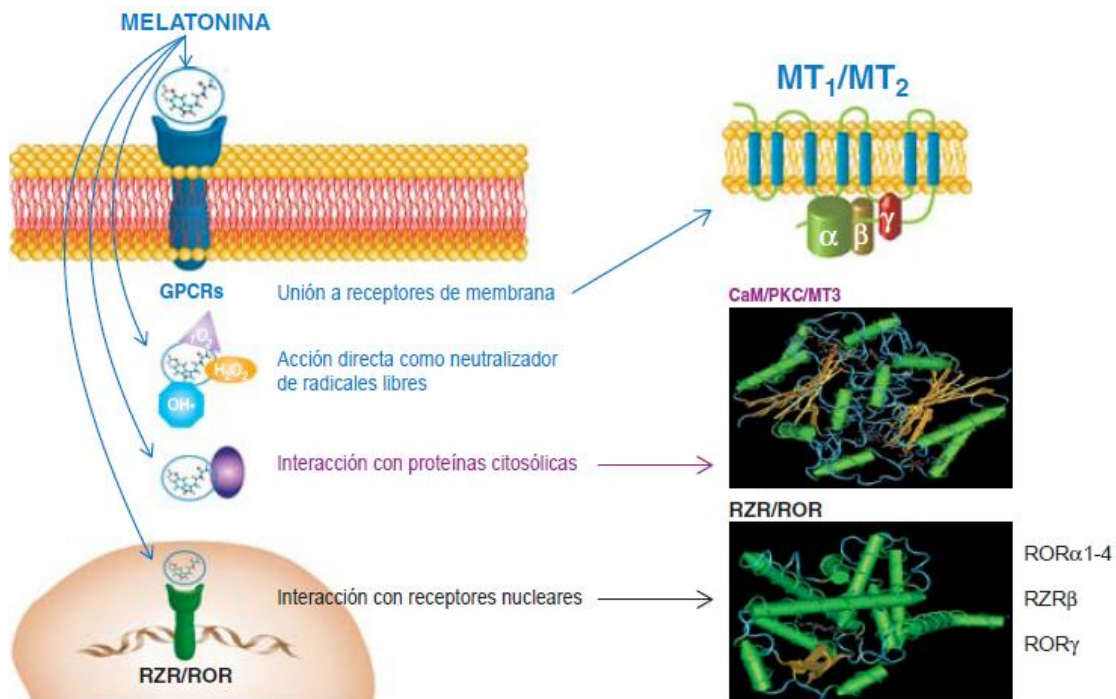 MELATONINA
MT₁/MT₂
α β γ
GPCRs
Unión a receptores de membrana
CaM/PKC/MT3
O₂
H₂O₂
OH•
Acción directa como neutralizador
de radicales libres
Interacción con proteínas citosólicas
RZR/ROR
Interacción con receptores nucleares
RORα1-4
RZRβ
RORγ
RZR/ROR